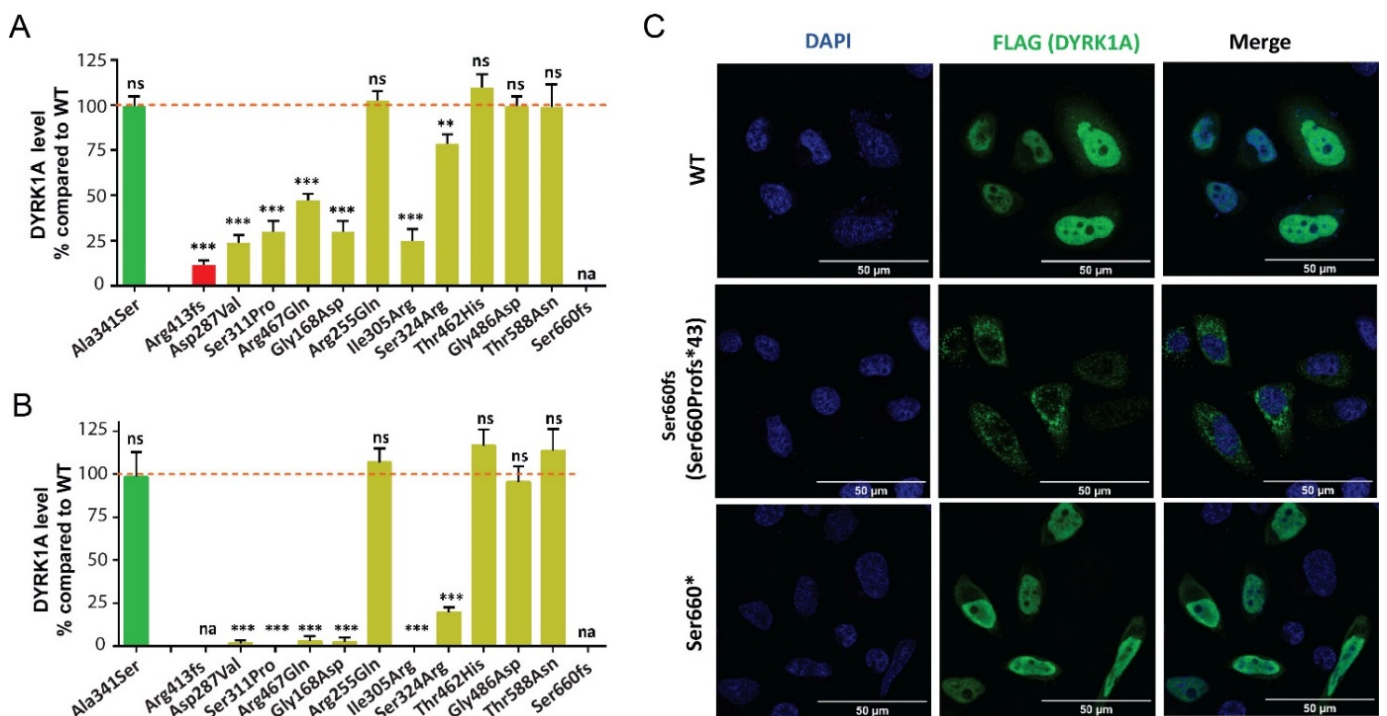 A
DYRK1A level
% compared to WT
125
100
75
50
25
0
ns
***
***
***
***
***
ns
***
**
ns
ns
ns
na
Ala341Ser
Arg413fs
Asp287Val
Ser311Pro
Arg467Gln
Gly168Asp
Arg255Gln
Ile305Arg
Ser324Arg
Thr462His
Gly486Asp
Thr588Asn
Ser660fs
B
DYRK1A level
% compared to WT
125
100
75
50
25
0
ns
na
***
***
***
***
ns
***
***
ns
ns
ns
na
Ala341Ser
Arg413fs
Asp287Val
Ser311Pro
Arg467Gln
Gly168Asp
Arg255Gln
Ile305Arg
Ser324Arg
Thr462His
Gly486Asp
Thr588Asn
Ser660fs
C
DAPI
FLAG (DYRK1A)
Merge
WT
50 µm
50 µm
50 µm
Ser660fs
(Ser660Profs*43)
50 µm
50 µm
50 µm
Ser660*
50 µm
50 µm
50 µm